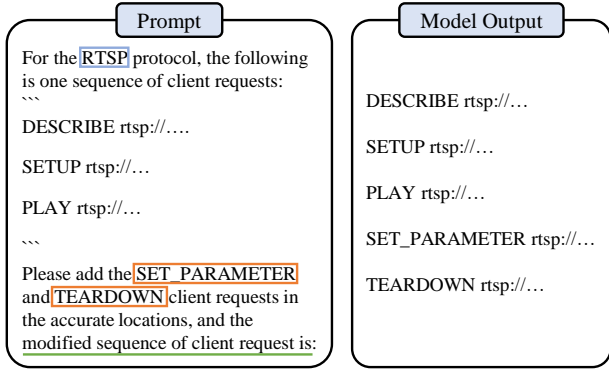 Prompt
For the RTSP protocol, the following
is one sequence of client requests:
```
DESCRIBE rtsp://….
SETUP rtsp://…
PLAY rtsp://…
```
Please add the SET_PARAMETER
and TEARDOWN client requests in
the accurate locations, and the
modified sequence of client request is:
Model Output
DESCRIBE rtsp://…
SETUP rtsp://…
PLAY rtsp://…
SET_PARAMETER rtsp://…
TEARDOWN rtsp://…